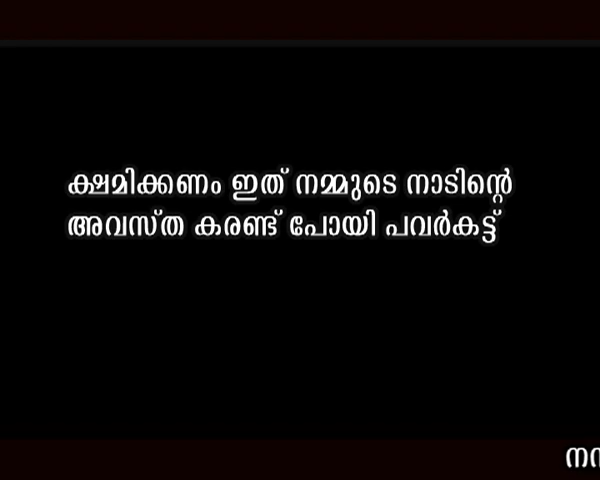 ക്ഷമിക്കണം ഇത് നമ്മുടെ നാടിന്റെ
അവസ്ത കരണ്ട് പോയി പവർകട്ട്